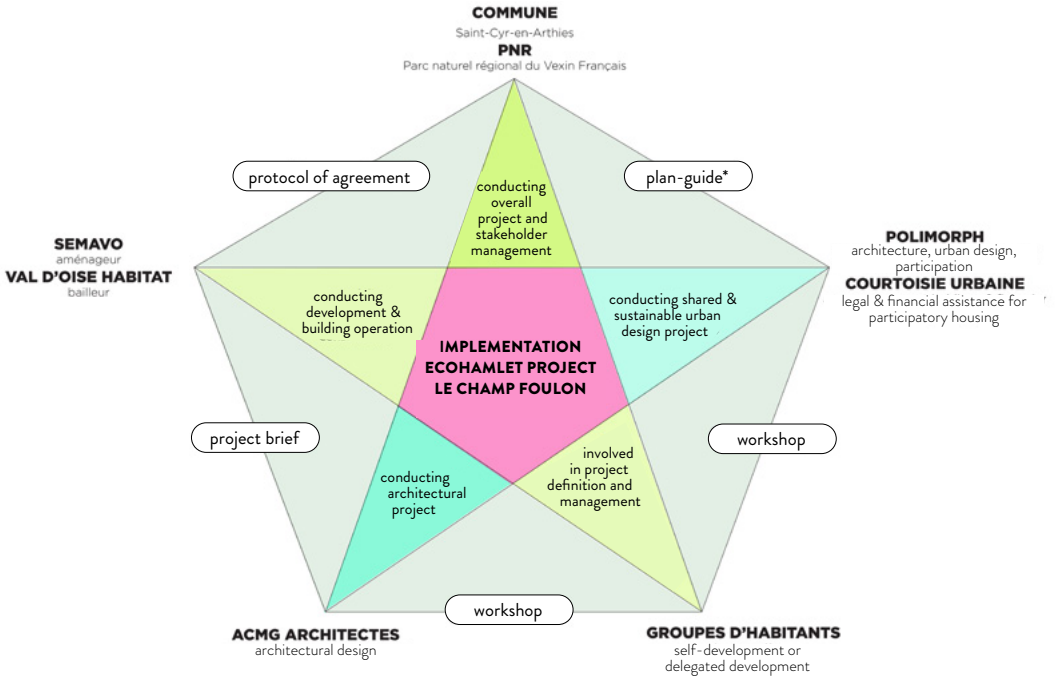 COMMUNE
Saint-Cyr-en-Arthies
PNR
Parc naturel régional du Vexin Français
protocol of agreement
plan-guide*
conducting
overall
project and
stakeholder
management
SEMAVO
aménageur
VAL D'OISE HABITAT
bailleur
POLIMORPH
architecture, urban design,
participation
COURTOISIE URBAINE
legal & financial assistance for
participatory housing
conducting
development &
building operation
conducting shared &
sustainable urban
design project
IMPLEMENTATION
ECOHAMLET PROJECT
LE CHAMP FOULON
project brief
workshop
conducting
architectural
project
involved
in project
definition and
management
workshop
ACMG ARCHITECTES
architectural design
GROUPES D'HABITANTS
self-development or
delegated development